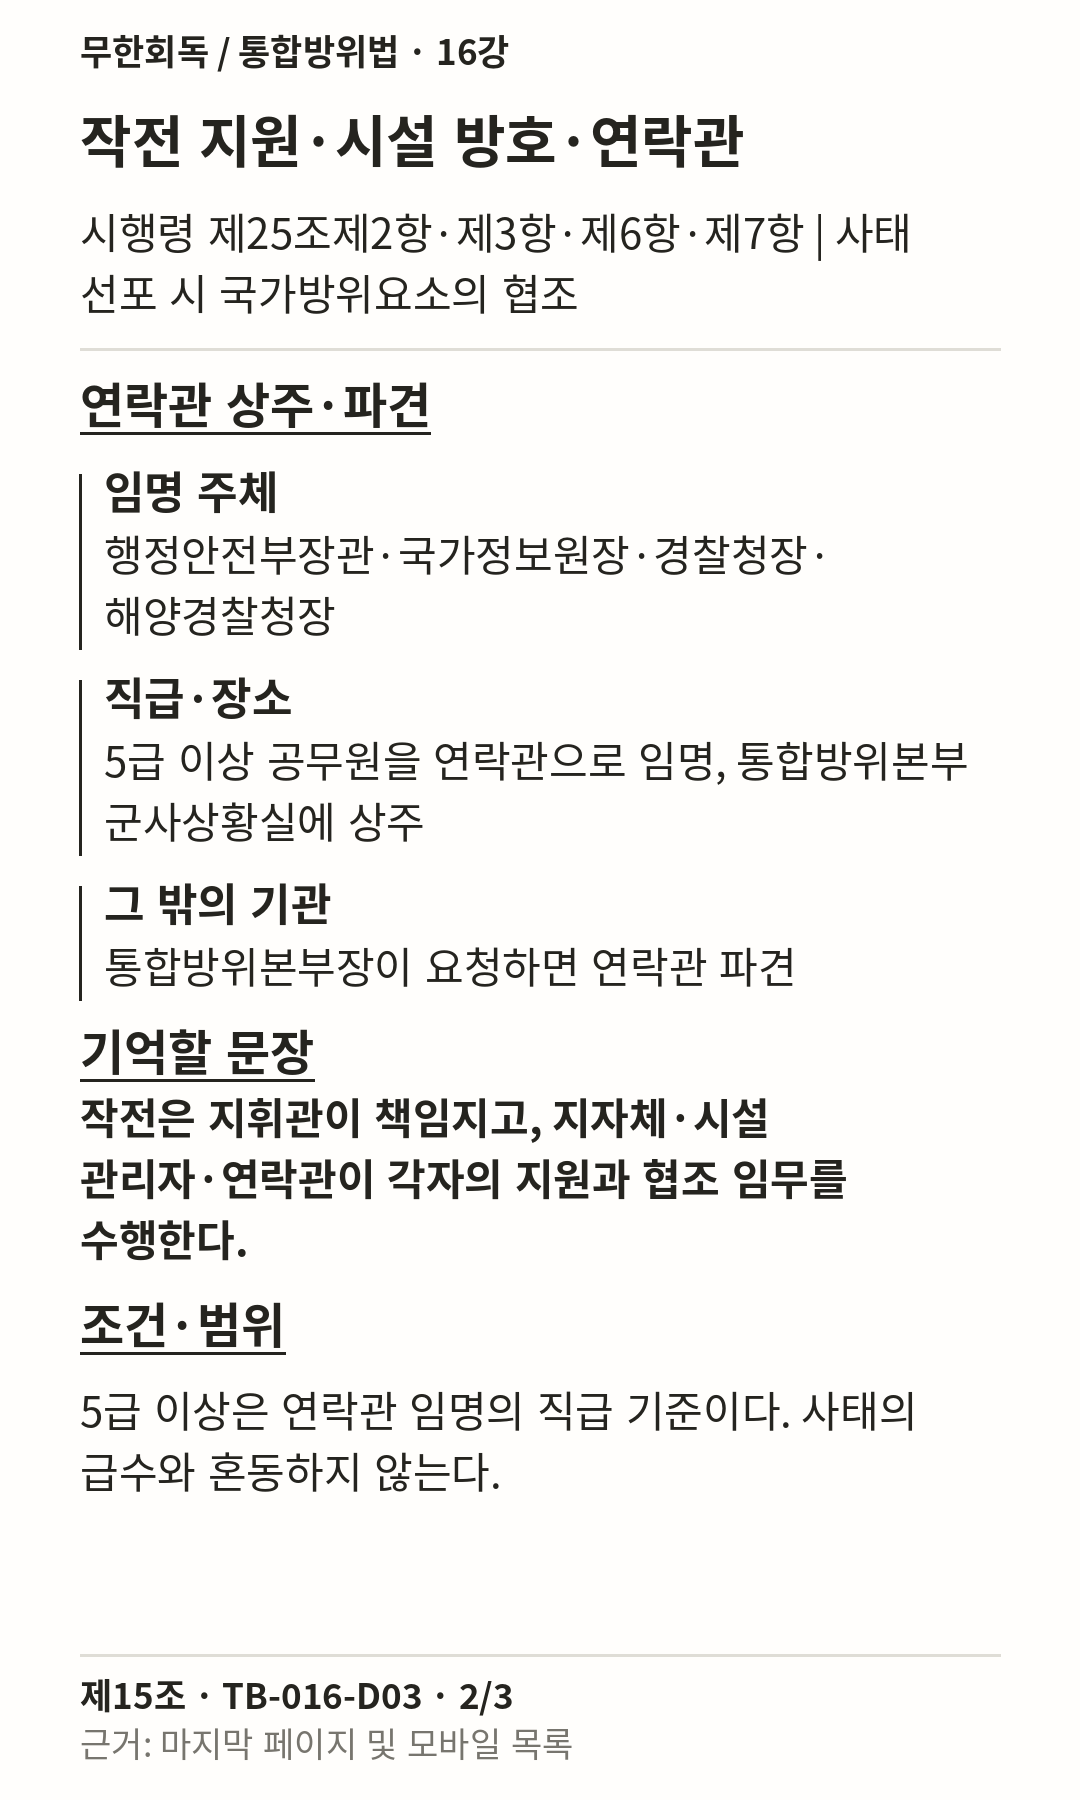 무한회독 / 통합방위법 · 16강
작전 지원·시설 방호·연락관
시행령 제25조제2항·제3항·제6항·제7항 | 사태
선포 시 국가방위요소의 협조
연락관 상주·파견
임명 주체
행정안전부장관·국가정보원장·경찰청장·
해양경찰청장
직급·장소
5급 이상 공무원을 연락관으로 임명, 통합방위본부
군사상황실에 상주
그 밖의 기관
통합방위본부장이 요청하면 연락관 파견
기억할 문장
작전은 지휘관이 책임지고, 지자체·시설
관리자·연락관이 각자의 지원과 협조 임무를
수행한다.
조건·범위
5급 이상은 연락관 임명의 직급 기준이다. 사태의
급수와 혼동하지 않는다.
제15조 · TB-016-D03 · 2/3
근거: 마지막 페이지 및 모바일 목록